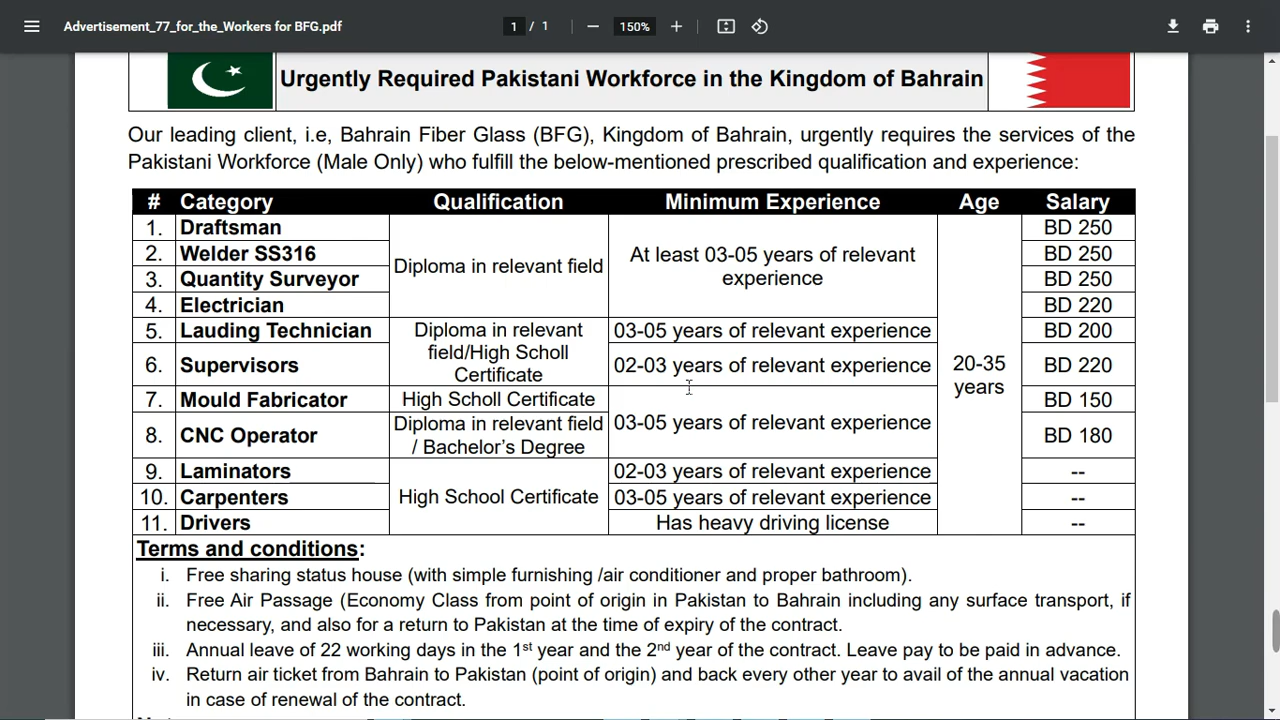 Advertisement_77_for_the_Workers for BFG.pdf
1 / 1
150%
Urgently Required Pakistani Workforce in the Kingdom of Bahrain
Our leading client, i.e, Bahrain Fiber Glass (BFG), Kingdom of Bahrain, urgently requires the services of the
Pakistani Workforce (Male Only) who fulfill the below-mentioned prescribed qualification and experience:
# Category Qualification Minimum Experience Age Salary
1. Draftsman BD 250
2. Welder SS316 BD 250
Diploma in relevant field
At least 03-05 years of relevant
experience
3. Quantity Surveyor BD 250
4. Electrician BD 220
5. Lauding Technician 03-05 years of relevant experience BD 200
Diploma in relevant
field/High Scholl
Certificate
6. Supervisors 02-03 years of relevant experience BD 220
20-35
years
7. Mould Fabricator High Scholl Certificate BD 150
03-05 years of relevant experience
8. CNC Operator BD 180
Diploma in relevant field
/ Bachelor’s Degree
9. Laminators 02-03 years of relevant experience --
10. Carpenters High School Certificate 03-05 years of relevant experience --
11. Drivers Has heavy driving license --
Terms and conditions:
i. Free sharing status house (with simple furnishing /air conditioner and proper bathroom).
ii. Free Air Passage (Economy Class from point of origin in Pakistan to Bahrain including any surface transport, if
necessary, and also for a return to Pakistan at the time of expiry of the contract.
iii. Annual leave of 22 working days in the 1st year and the 2nd year of the contract. Leave pay to be paid in advance.
iv. Return air ticket from Bahrain to Pakistan (point of origin) and back every other year to avail of the annual vacation
in case of renewal of the contract.